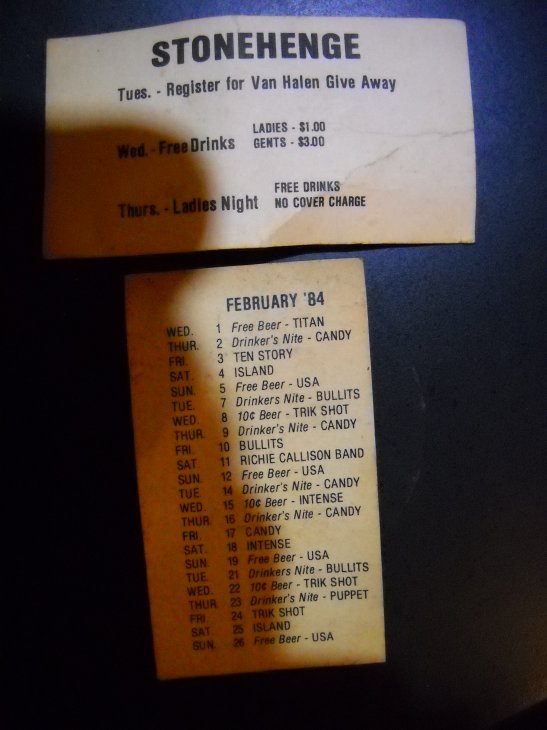 STONEHENGE
Tues. - Register for Van Halen Give Away
Wed. - Free Drinks LADIES - $1.00
GENTS - $3.00
Thurs. - Ladies Night FREE DRINKS
NO COVER CHARGE
FEBRUARY '84
WED. 1 Free Beer - TITAN
THUR. 2 Drinker's Nite - CANDY
FRI. 3 TEN STORY
SAT. 4 ISLAND
SUN. 5 Free Beer - USA
TUE. 7 Drinkers Nite - BULLITS
WED. 8 10¢ Beer - TRIK SHOT
THUR. 9 Drinker's Nite - CANDY
FRI. 10 BULLITS
SAT. 11 RICHIE CALLISON BAND
SUN. 12 Free Beer - USA
TUE. 14 Drinker's Nite - CANDY
WED. 15 10¢ Beer - INTENSE
THUR. 16 Drinker's Nite - CANDY
FRI. 17 CANDY
SAT. 18 INTENSE
SUN. 19 Free Beer - USA
TUE. 21 Drinkers Nite - BULLITS
WED. 22 10¢ Beer - TRIK SHOT
THUR. 23 Drinker's Nite - PUPPET
FRI. 24 TRIK SHOT
SAT. 25 ISLAND
SUN. 26 Free Beer - USA